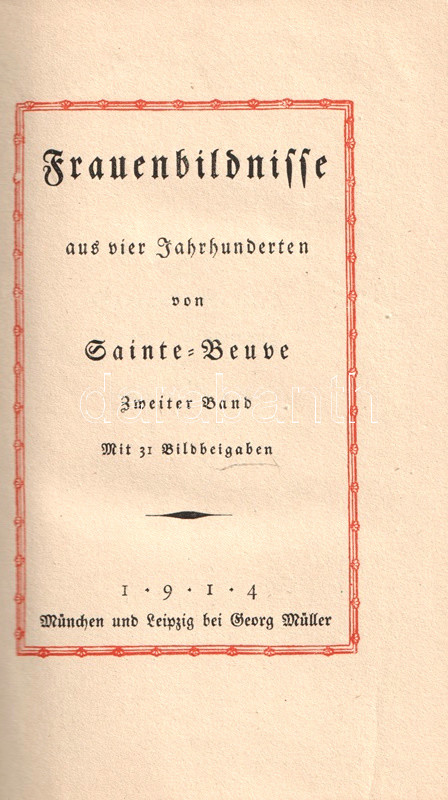 Frauenbildnisse
aus vier Jahrhunderten
von
Sainte-Beuve
Zweiter Band
darabanth
Mit 31 Bildbeigaben
1 · 9 · 1 · 4
München und Leipzig bei Georg Müller